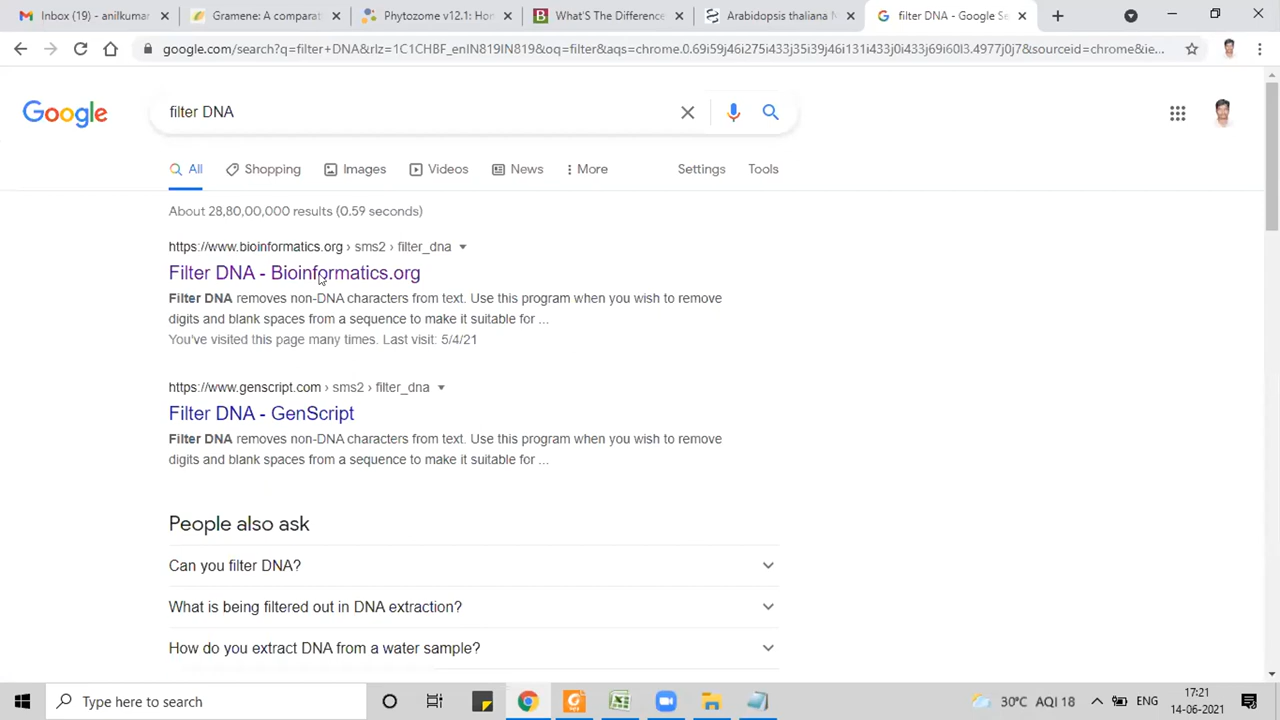 Inbox (19) - anilkumar
Gramene: A comparat
Phytozome v12.1: Hom
What'S The Difference
Arabidopsis thaliana N
filter DNA - Google Se
google.com/search?q=filter+DNA&rlz=1C1CHBF_enIN819IN819&oq=filter&aqs=chrome.0.69i59j46i275i433j35i39j46i131i433j0i433j69i60l3.4977j0j7&sourceid=chrome&ie...
Google
filter DNA
All
Shopping
Images
Videos
News
More
Settings
Tools
About 28,80,00,000 results (0.59 seconds)
https://www.bioinformatics.org › sms2 › filter_dna
Filter DNA - Bioinformatics.org
Filter DNA removes non-DNA characters from text. Use this program when you wish to remove
digits and blank spaces from a sequence to make it suitable for ...
You've visited this page many times. Last visit: 5/4/21
https://www.genscript.com › sms2 › filter_dna
Filter DNA - GenScript
Filter DNA removes non-DNA characters from text. Use this program when you wish to remove
digits and blank spaces from a sequence to make it suitable for ...
People also ask
Can you filter DNA?
What is being filtered out in DNA extraction?
How do you extract DNA from a water sample?
Type here to search
30°C AQI 18
ENG
17:21
14-06-2021